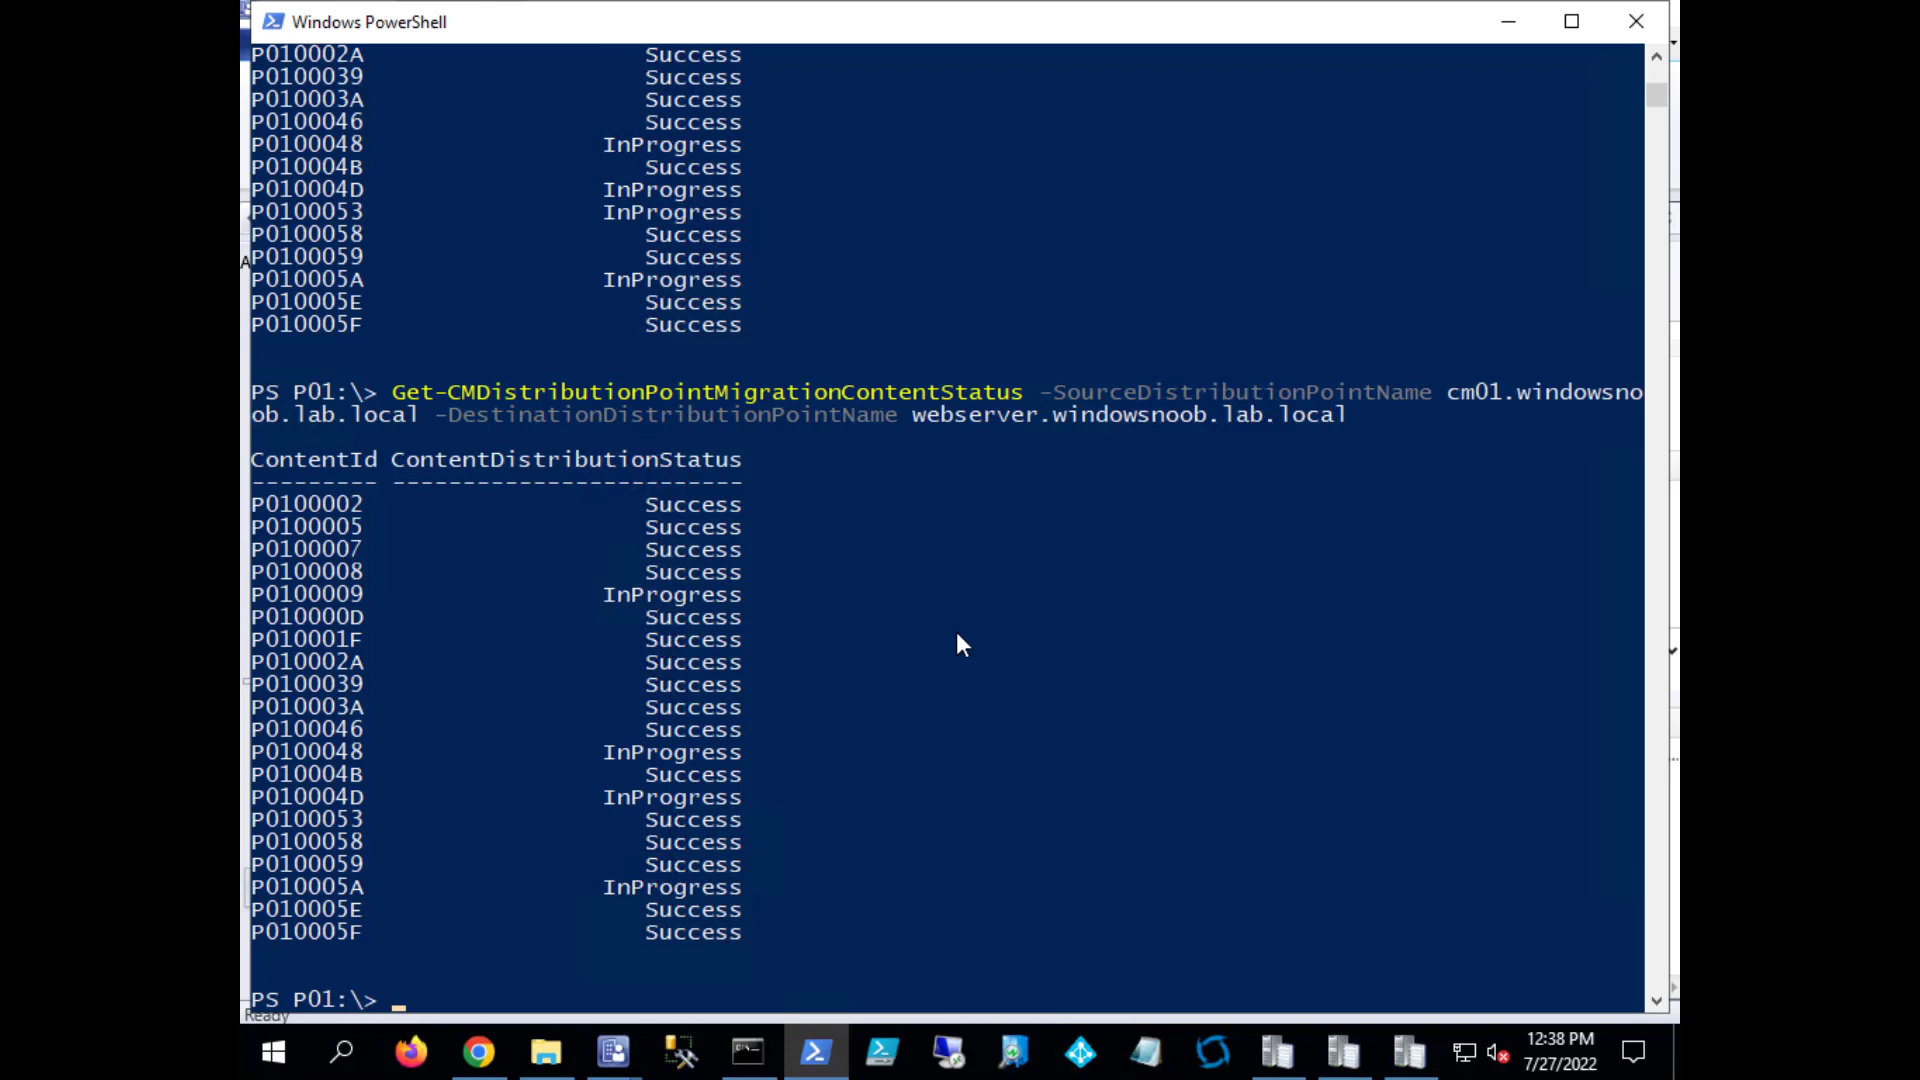 Windows PowerShell
P010002A Success
P0100039 Success
P010003A Success
P0100046 Success
P0100048 InProgress
P010004B Success
P010004D InProgress
P0100053 InProgress
P0100058 Success
P0100059 Success
P010005A InProgress
P010005E Success
P010005F Success
PS P01:\> Get-CMDistributionPointMigrationContentStatus -SourceDistributionPointName cm01.windowsno
ob.lab.local -DestinationDistributionPointName webserver.windowsnoob.lab.local
ContentId ContentDistributionStatus
--------- -------------------------
P0100002 Success
P0100005 Success
P0100007 Success
P0100008 Success
P0100009 InProgress
P010000D Success
P010001F Success
P010002A Success
P0100039 Success
P010003A Success
P0100046 Success
P0100048 InProgress
P010004B Success
P010004D InProgress
P0100053 Success
P0100058 Success
P0100059 Success
P010005A InProgress
P010005E Success
P010005F Success
PS P01:\>
Ready
12:38 PM
7/27/2022